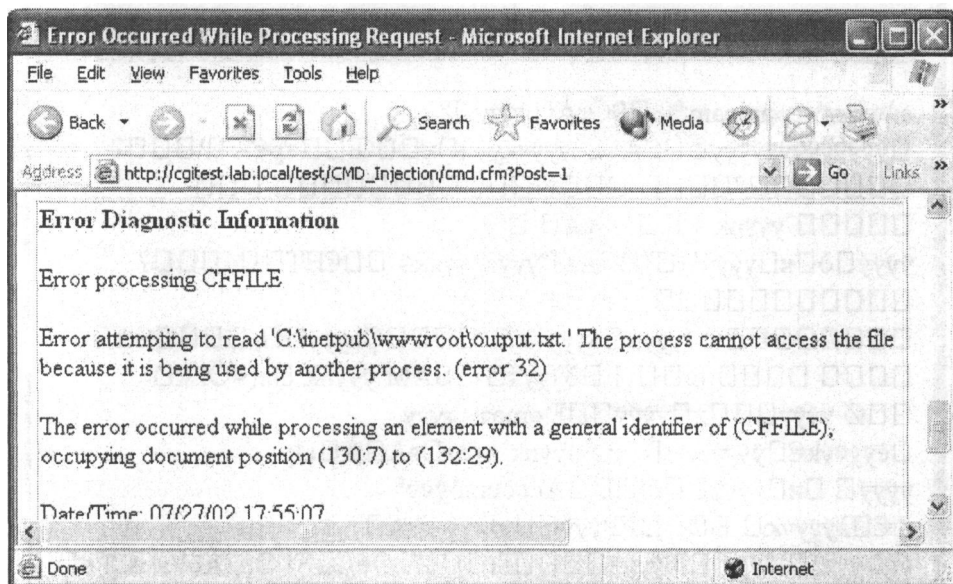 Error Occurred While Processing Request - Microsoft Internet Explorer
File Edit View Favorites Tools Help
Back Search Favorites Media
Address http://cgitest.lab.local/test/CMD_Injection/cmd.cfm?Post=1 Go Links
Error Diagnostic Information
Error processing CFFILE
Error attempting to read 'C:\inetpub\wwwroot\output.txt.' The process cannot access the file
because it is being used by another process. (error 32)
The error occurred while processing an element with a general identifier of (CFFILE),
occupying document position (130:7) to (132:29).
Date/Time: 07/27/02 17:55:07
Done Internet